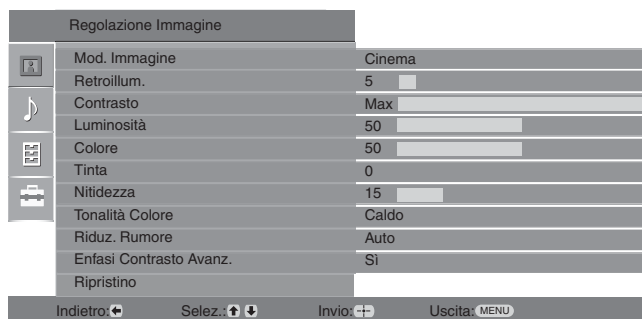 Regolazione Immagine
Mod. Immagine Cinema
Retroillum. 5
Contrasto Max
Luminosità 50
Colore 50
Tinta 0
Nitidezza 15
Tonalità Colore Caldo
Riduz. Rumore Auto
Enfasi Contrasto Avanz. Sì
Ripristino
Indietro: Selez.: Invio: Uscita: MENU